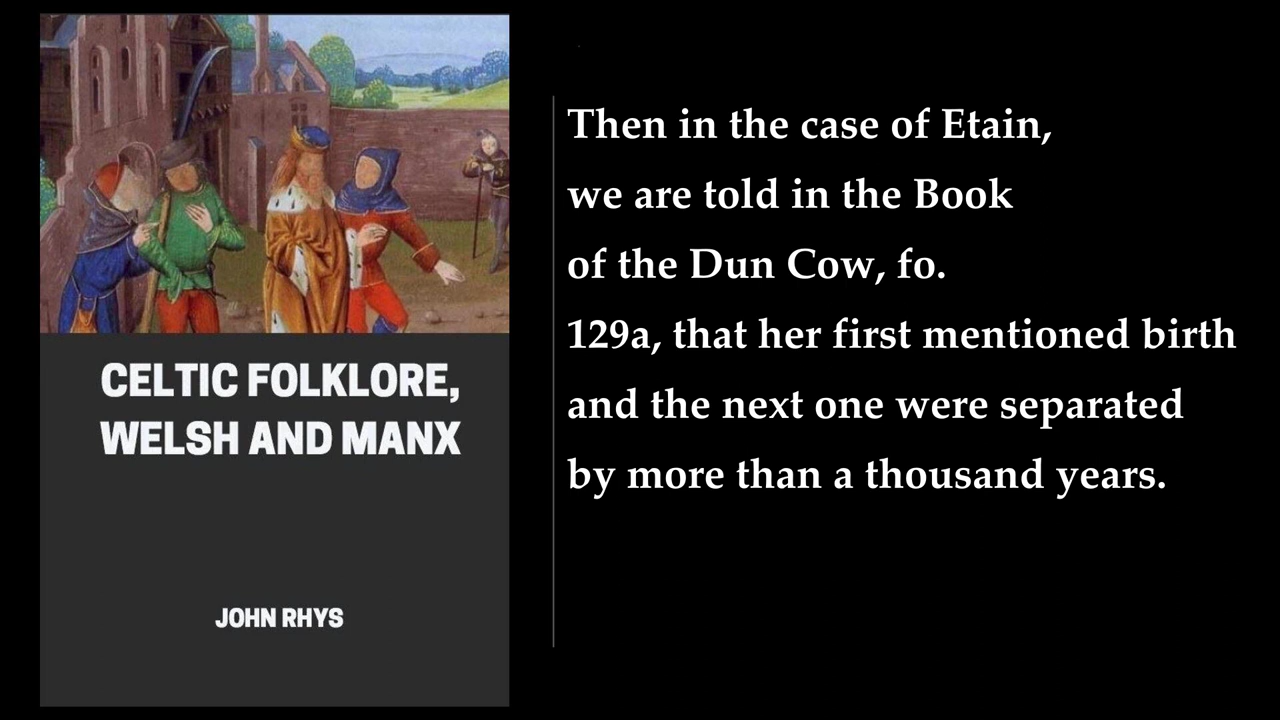 CELTIC FOLKLORE,
WELSH AND MANX
JOHN RHYS
Then in the case of Etain,
we are told in the Book
of the Dun Cow, fo.
129a, that her first mentioned birth
and the next one were separated
by more than a thousand years.